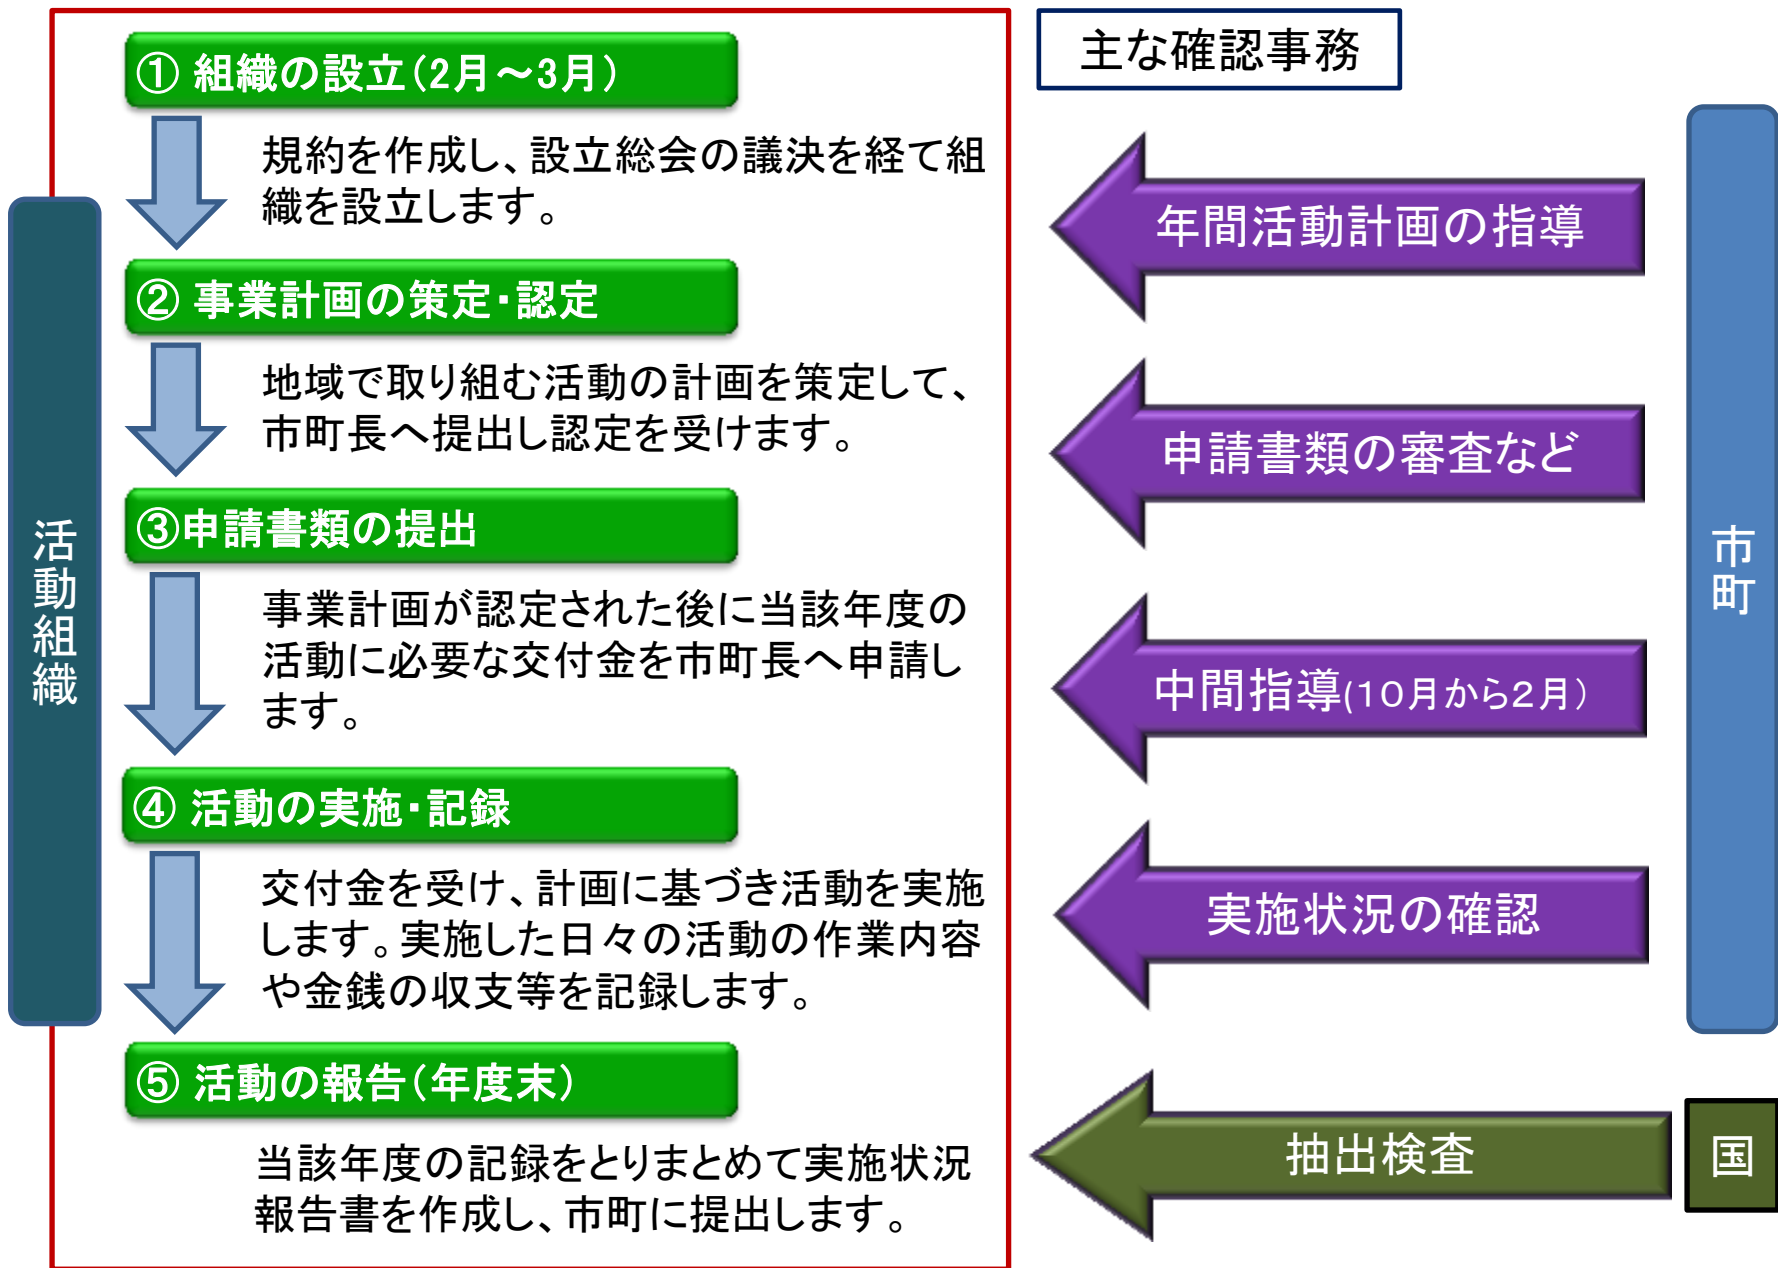 主な確認事務
活動組織
① 組織の設立(2月～3月)
規約を作成し、設立総会の議決を経て組
織を設立します。
② 事業計画の策定・認定
地域で取り組む活動の計画を策定して、
市町長へ提出し認定を受けます。
③申請書類の提出
事業計画が認定された後に当該年度の
活動に必要な交付金を市町長へ申請し
ます。
④ 活動の実施・記録
交付金を受け、計画に基づき活動を実施
します。実施した日々の活動の作業内容
や金銭の収支等を記録します。
⑤ 活動の報告(年度末)
当該年度の記録をとりまとめて実施状況
報告書を作成し、市町に提出します。
年間活動計画の指導
申請書類の審査など
中間指導(10月から2月)
実施状況の確認
抽出検査
市町
国